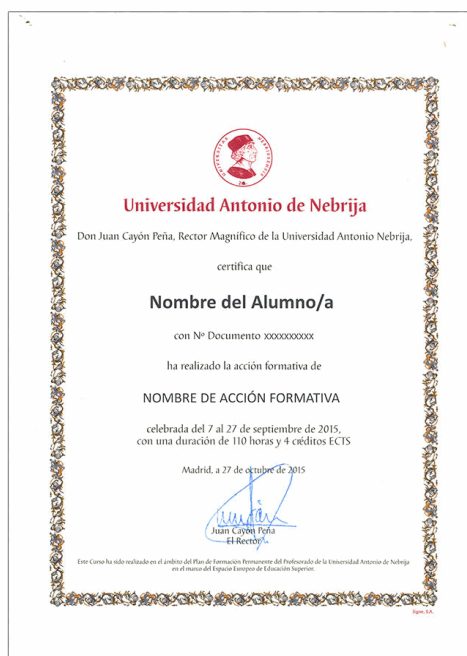 UNIVERSITAS NEBRISSENSIS
Universidad Antonio de Nebrija
Don Juan Cayón Peña, Rector Magnífico de la Universidad Antonio Nebrija,
certifica que
Nombre del Alumno/a
con Nº Documento xxxxxxxxxx
ha realizado la acción formativa de
NOMBRE DE ACCIÓN FORMATIVA
celebrada del 7 al 27 de septiembre de 2015,
con una duración de 110 horas y 4 créditos ECTS
Madrid, a 27 de octubre de 2015
Juan Cayón Peña
El Rector
Este Curso ha sido realizado en el ámbito del Plan de Formación Permanente del Profesorado de la Universidad Antonio de Nebrija
en el marco del Espacio Europeo de Educación Superior.
Signe, S.A.